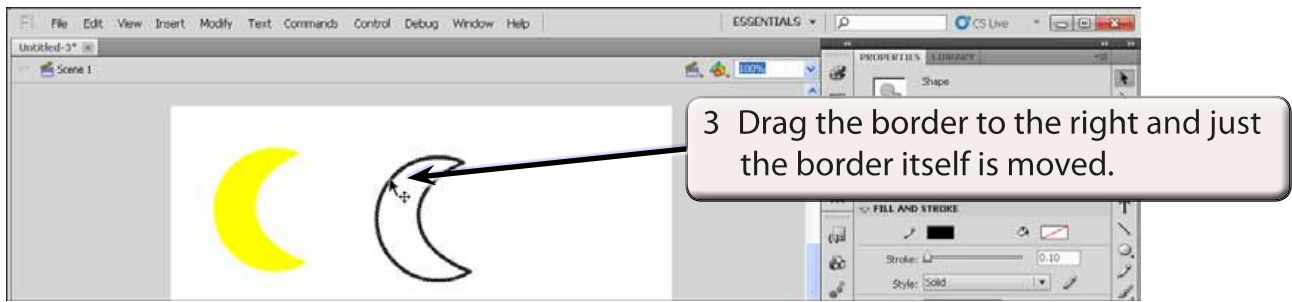 Fl File Edit View Insert Modify Text Commands Control Debug Window Help ESSENTIALS CS Live
Untitled-3*
Scene 1 100%
PROPERTIES LIBRARY
Shape
3 Drag the border to the right and just
the border itself is moved.
FILL AND STROKE
Stroke: 0.10
Style: Solid